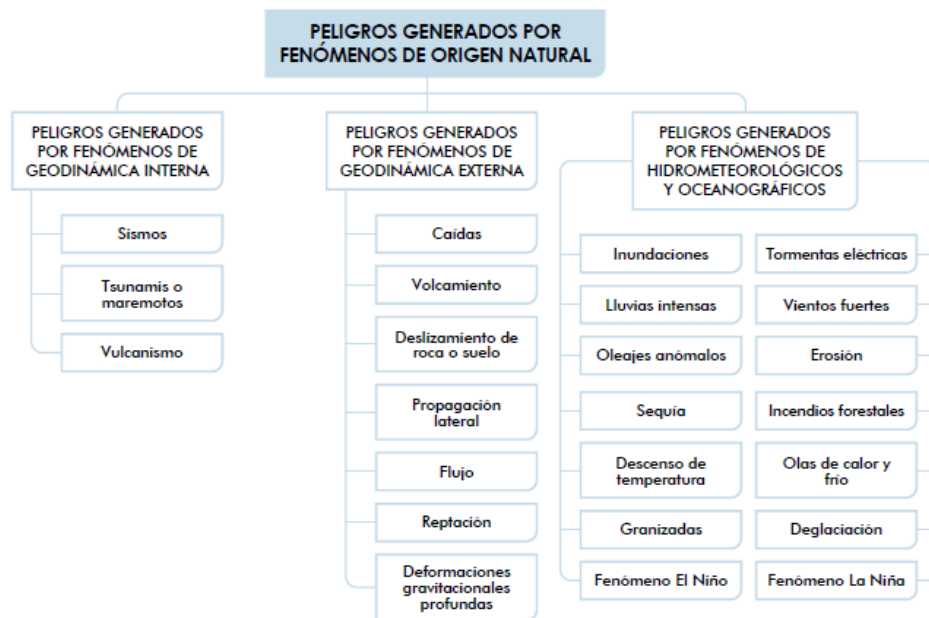 PELIGROS GENERADOS POR
FENÓMENOS DE ORIGEN NATURAL
PELIGROS GENERADOS
POR FENÓMENOS DE
GEODINÁMICA INTERNA
Sismos
Tsunamis o
maremotos
Vulcanismo
PELIGROS GENERADOS
POR FENÓMENOS DE
GEODINÁMICA EXTERNA
Caídas
Volcamiento
Deslizamiento de
roca o suelo
Propagación
lateral
Flujo
Reptación
Deformaciones
gravitacionales
profundas
PELIGROS GENERADOS
POR FENÓMENOS DE
HIDROMETEOROLÓGICOS
Y OCEANOGRÁFICOS
Inundaciones
Lluvias intensas
Oleajes anómalos
Sequía
Descenso de
temperatura
Granizadas
Fenómeno El Niño
Tormentas eléctricas
Vientos fuertes
Erosión
Incendios forestales
Olas de calor y
frío
Deglaciación
Fenómeno La Niña